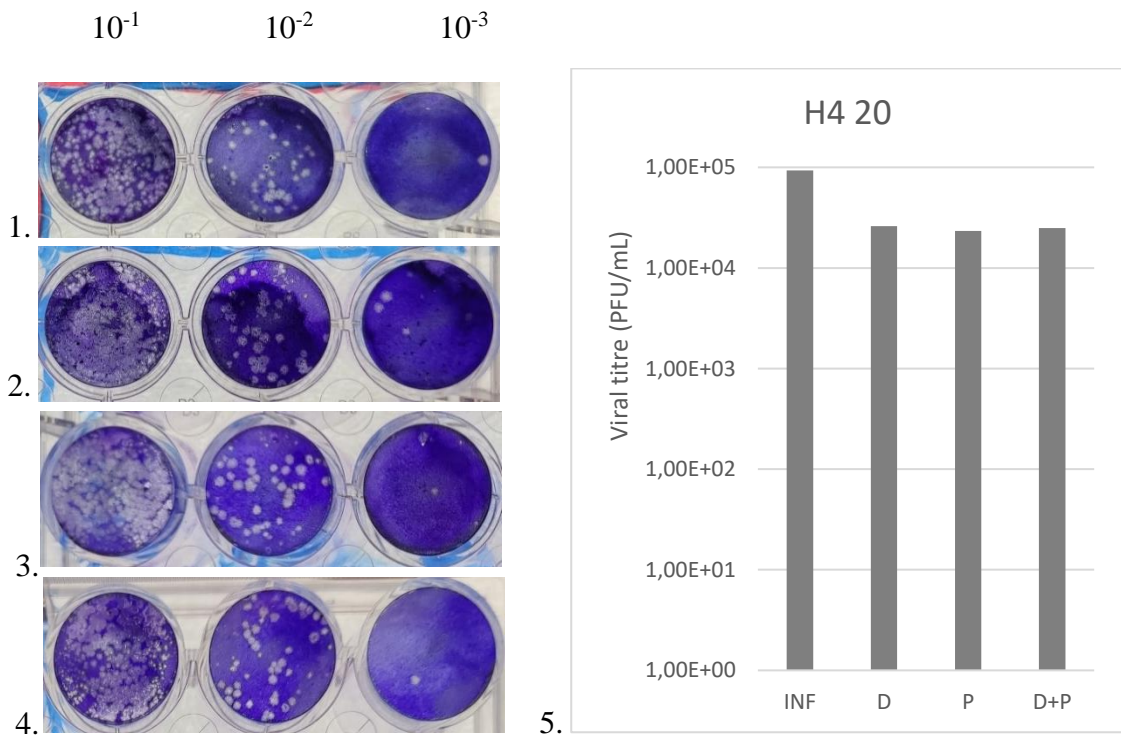 10⁻¹ 10⁻² 10⁻³
1.
2.
3.
4.
5.
H4 20
Viral titre (PFU/mL)
1,00E+05
1,00E+04
1,00E+03
1,00E+02
1,00E+01
1,00E+00
INF D P D+P